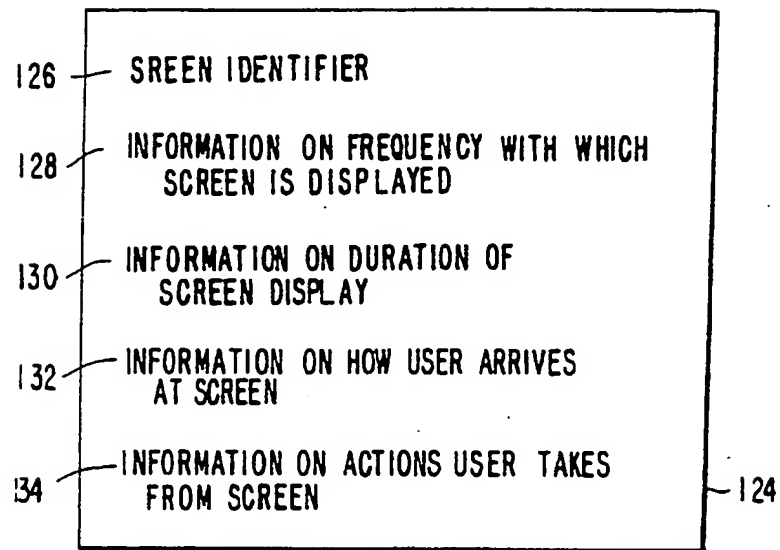 126 SREEN IDENTIFIER
128 INFORMATION ON FREQUENCY WITH WHICH
SCREEN IS DISPLAYED
130 INFORMATION ON DURATION OF
SCREEN DISPLAY
132 INFORMATION ON HOW USER ARRIVES
AT SCREEN
134 INFORMATION ON ACTIONS USER TAKES
FROM SCREEN 124